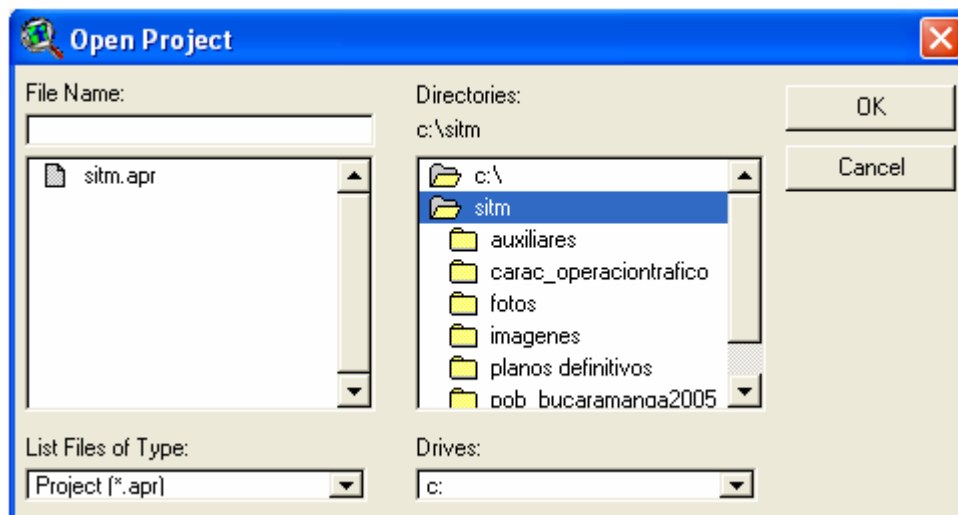 Open Project
File Name:
sitm.apr
List Files of Type:
Project (*.apr)
Directories:
c:\sitm
c:\
sitm
auxiliares
carac_operaciontrafico
fotos
imagenes
planos definitivos
pob_bucaramanga2005
Drives:
c:
OK
Cancel